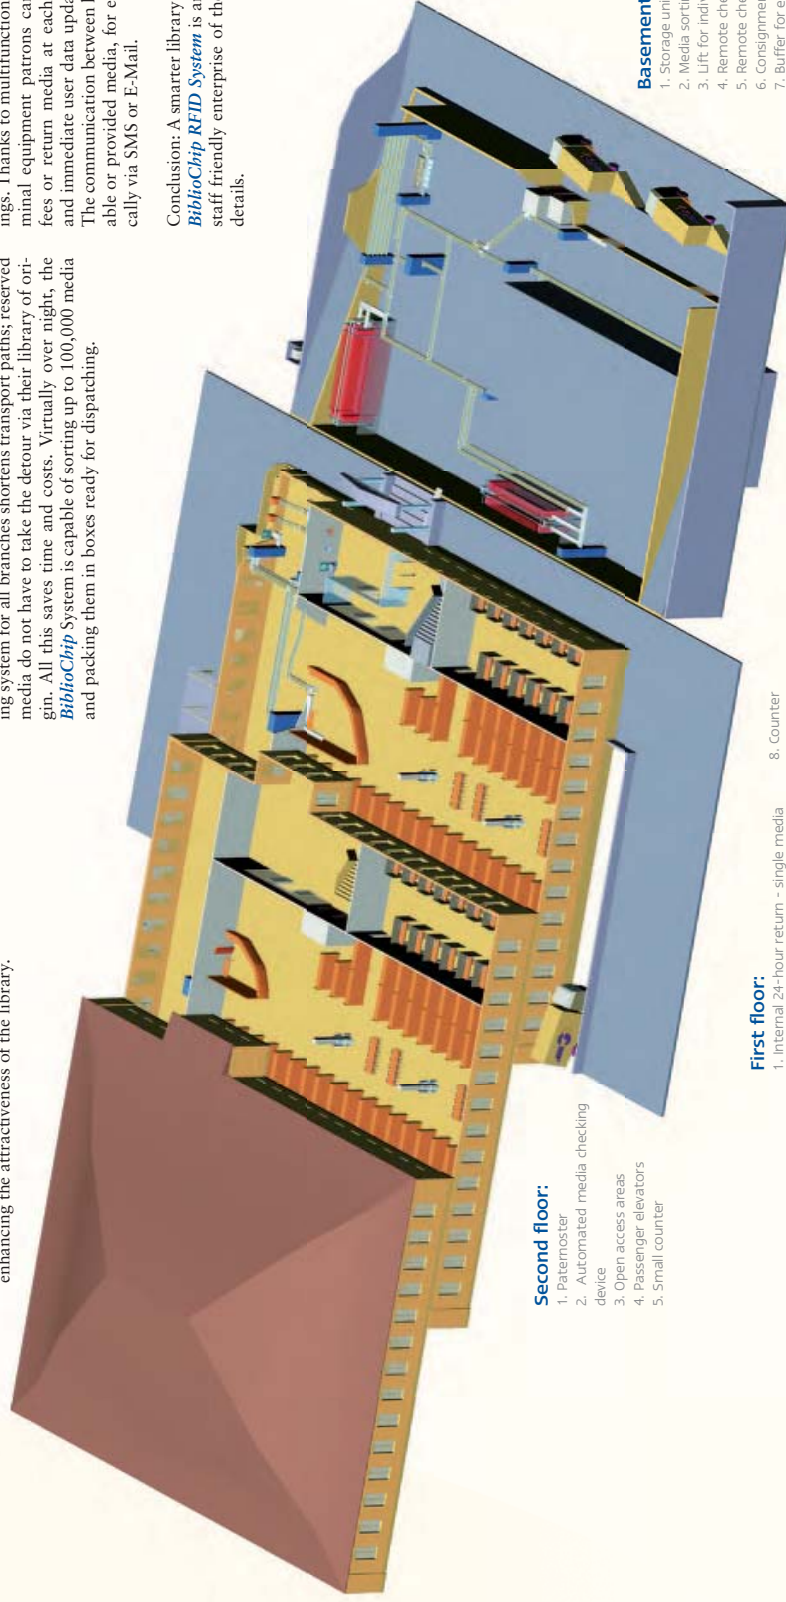 enhancing the attractiveness of the library.
ing system for all branches shortens transport paths; reserved
media do not have to take the detour via their library of ori-
gin. All this saves time and costs. Virtually over night, the
BiblioChip System is capable of sorting up to 100,000 media
and packing them in boxes ready for dispatching.
ings. Thanks to multifunction
minal equipment patrons can
fees or return media at each
and immediate user data upda
The communication between l
able or provided media, for e
cally via SMS or E-Mail.
Conclusion: A smarter library
BiblioChip RFID System is an
staff friendly enterprise of the
details.
Second floor:
1. Paternoster
2. Automated media checking
device
3. Open access areas
4. Passenger elevators
5. Small counter
First floor:
1. Internal 24-hour return - single media
8. Counter
Basement
1. Storage uni
2. Media sortin
3. Lift for indiv
4. Remote che
5. Remote che
6. Consignme
7. Buffer for e